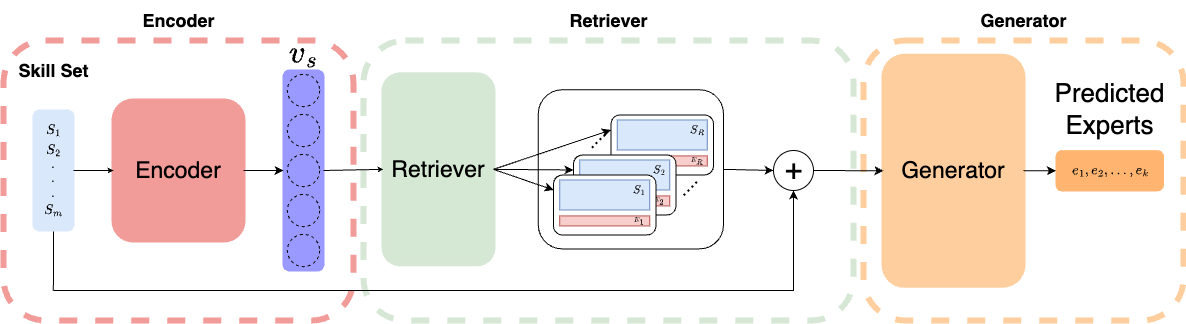 Encoder
Retriever
Generator
Skill Set
v_s
S_1
S_2
.
.
.
S_m
Encoder
Retriever
S_R
E_R
S_2
E_2
S_1
E_1
+
Generator
Predicted
Experts
e_1, e_2, . . . , e_k